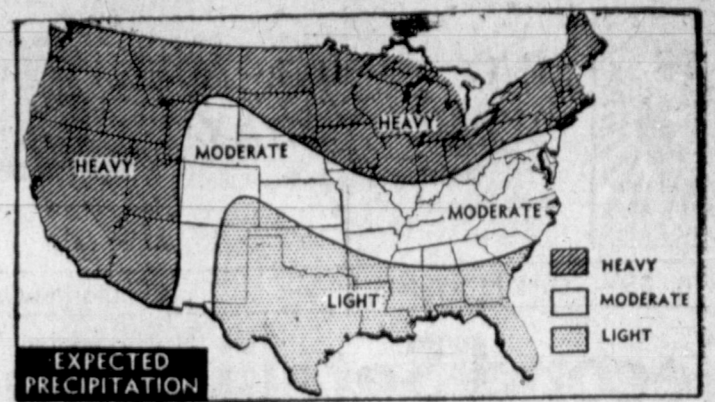 HEAVY
MODERATE
HEAVY
MODERATE
LIGHT
HEAVY
MODERATE
LIGHT
EXPECTED
PRECIPITATION